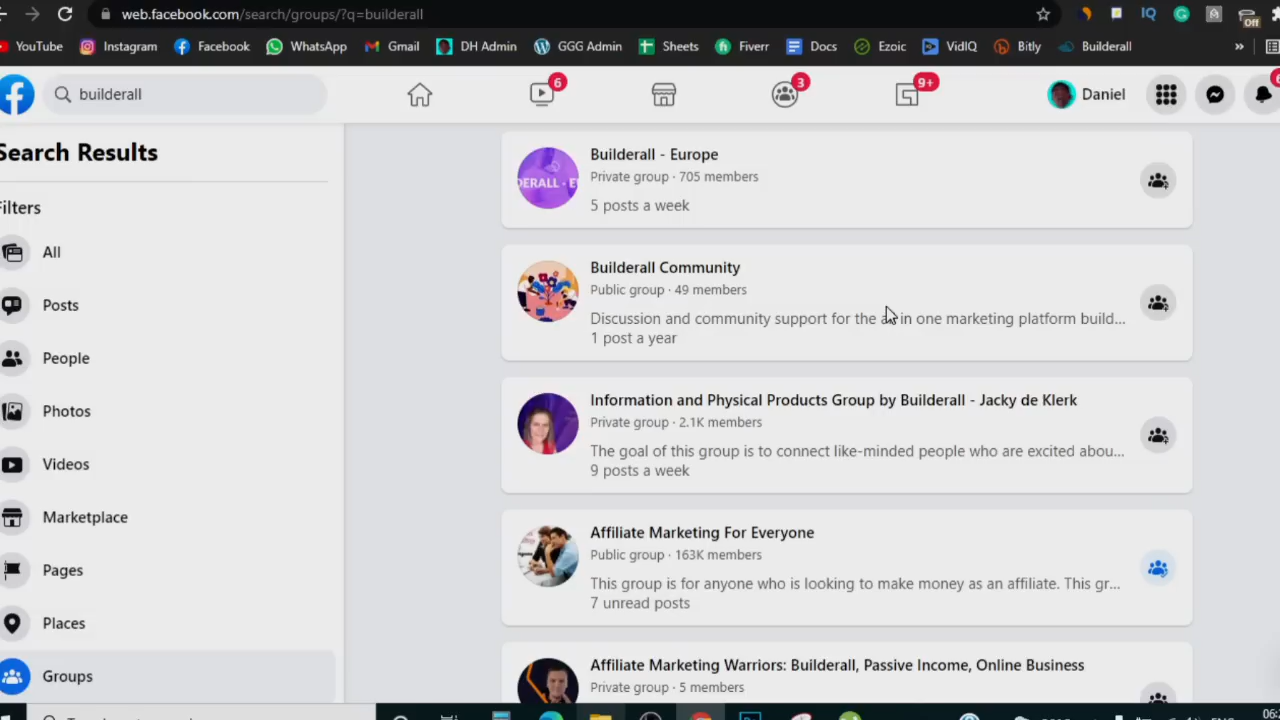 web.facebook.com/search/groups/?q=builderall
IQ
Off
YouTube Instagram Facebook WhatsApp Gmail DH Admin GGG Admin Sheets Fiverr Docs Ezoic VidIQ Bitly Builderall »
builderall
6
3
9+
Daniel
Search Results
Filters
All
Posts
People
Photos
Videos
Marketplace
Pages
Places
Groups
Builderall - Europe
Private group · 705 members
5 posts a week
Builderall Community
Public group · 49 members
Discussion and community support for the all in one marketing platform build...
1 post a year
Information and Physical Products Group by Builderall - Jacky de Klerk
Private group · 2.1K members
The goal of this group is to connect like-minded people who are excited abou...
9 posts a week
Affiliate Marketing For Everyone
Public group · 163K members
This group is for anyone who is looking to make money as an affiliate. This gr...
7 unread posts
Affiliate Marketing Warriors: Builderall, Passive Income, Online Business
Private group · 5 members